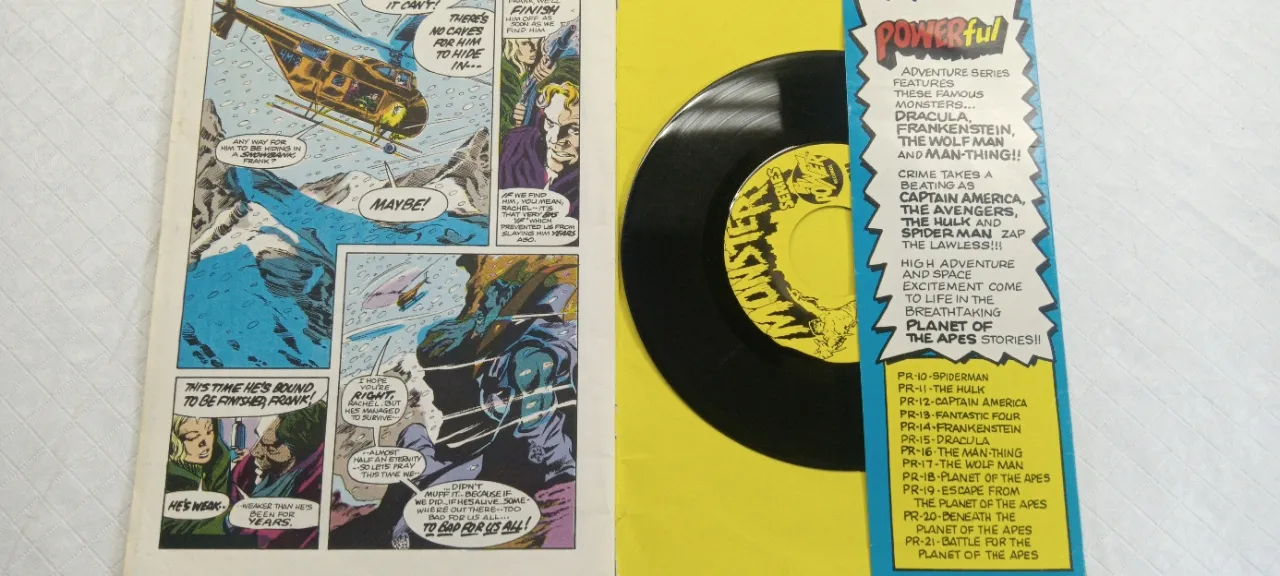 IT CAN'T!
THERE'S
NO CAVES
FOR HIM
TO HIDE
IN---
FRANK, WE'LL
FINISH
HIM OFF AS
SOON AS WE
FIND HIM
ANY WAY FOR
HIM TO BE HIDING IN
A SNOWBANK,
FRANK?
MAYBE!
IF WE FIND
HIM, YOU MEAN,
RACHEL--IT'S
THAT VERY BIG
"IF" WHICH
PREVENTED US FROM
SLAYING HIM YEARS
AGO.
THIS TIME HE'S BOUND
TO BE FINISHED, FRANK!
HE'S WEAK--
--WEAKER THAN HE'S
BEEN FOR
YEARS.
I HOPE
YOU'RE
RIGHT,
RACHEL. BUT
HE'S MANAGED
TO SURVIVE--
--ALMOST
HALF AN ETERNITY
--SO LET'S PRAY
THIS TIME WE--
...DIDN'T
MUFF IT...BECAUSE IF
WE DID...IF HE'S ALIVE...SOME-
WHERE OUT THERE--TOO
BAD FOR US ALL...
TO BAD FOR US ALL!
MONSTER
SERIES
POWER
POWERful
ADVENTURE SERIES
FEATURES
THESE FAMOUS
MONSTERS...
DRACULA,
FRANKENSTEIN,
THE WOLF MAN
AND MAN-THING!!
CRIME TAKES A
BEATING AS
CAPTAIN AMERICA,
THE AVENGERS,
THE HULK AND
SPIDER MAN ZAP
THE LAWLESS!!!
HIGH ADVENTURE
AND SPACE
EXCITEMENT COME
TO LIFE IN THE
BREATHTAKING
PLANET OF
THE APES STORIES!!
PR-10-SPIDERMAN
PR-11-THE HULK
PR-12-CAPTAIN AMERICA
PR-13-FANTASTIC FOUR
PR-14-FRANKENSTEIN
PR-15-DRACULA
PR-16-THE MAN-THING
PR-17-THE WOLF MAN
PR-18-PLANET OF THE APES
PR-19-ESCAPE FROM
THE PLANET OF THE APES
PR-20-BENEATH THE
PLANET OF THE APES
PR-21-BATTLE FOR THE
PLANET OF THE APES